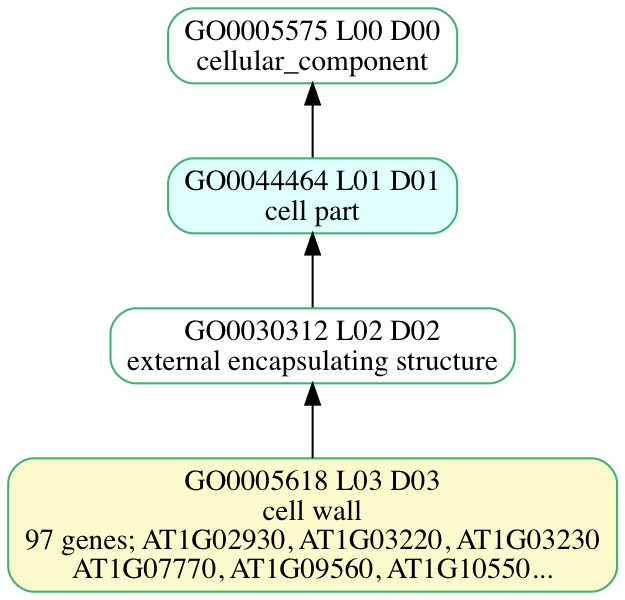 GO0005575 L00 D00
cellular_component
GO0044464 L01 D01
cell part
GO0030312 L02 D02
external encapsulating structure
GO0005618 L03 D03
cell wall
97 genes; AT1G02930, AT1G03220, AT1G03230
AT1G07770, AT1G09560, AT1G10550...